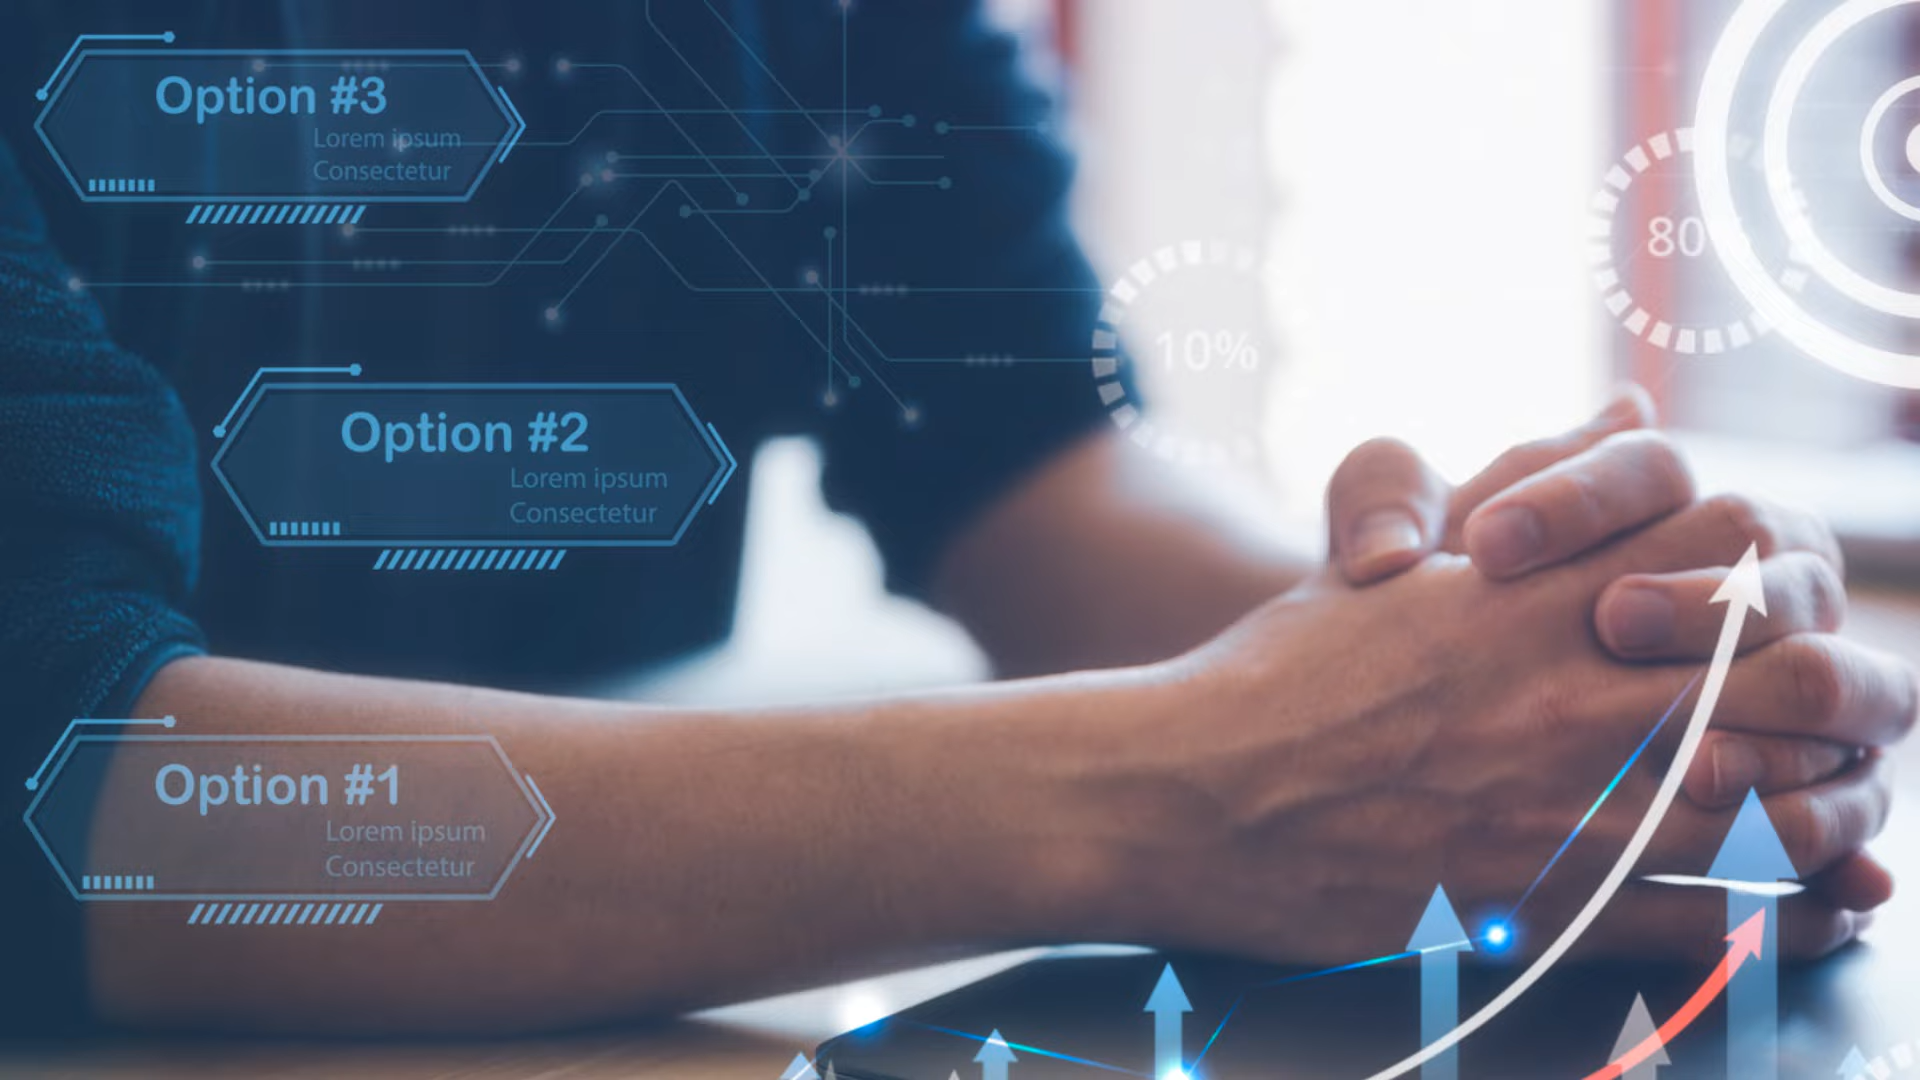 Option #3
Lorem ipsum
Consectetur
80
10%
Option #2
Lorem ipsum
Consectetur
Option #1
Lorem ipsum
Consectetur